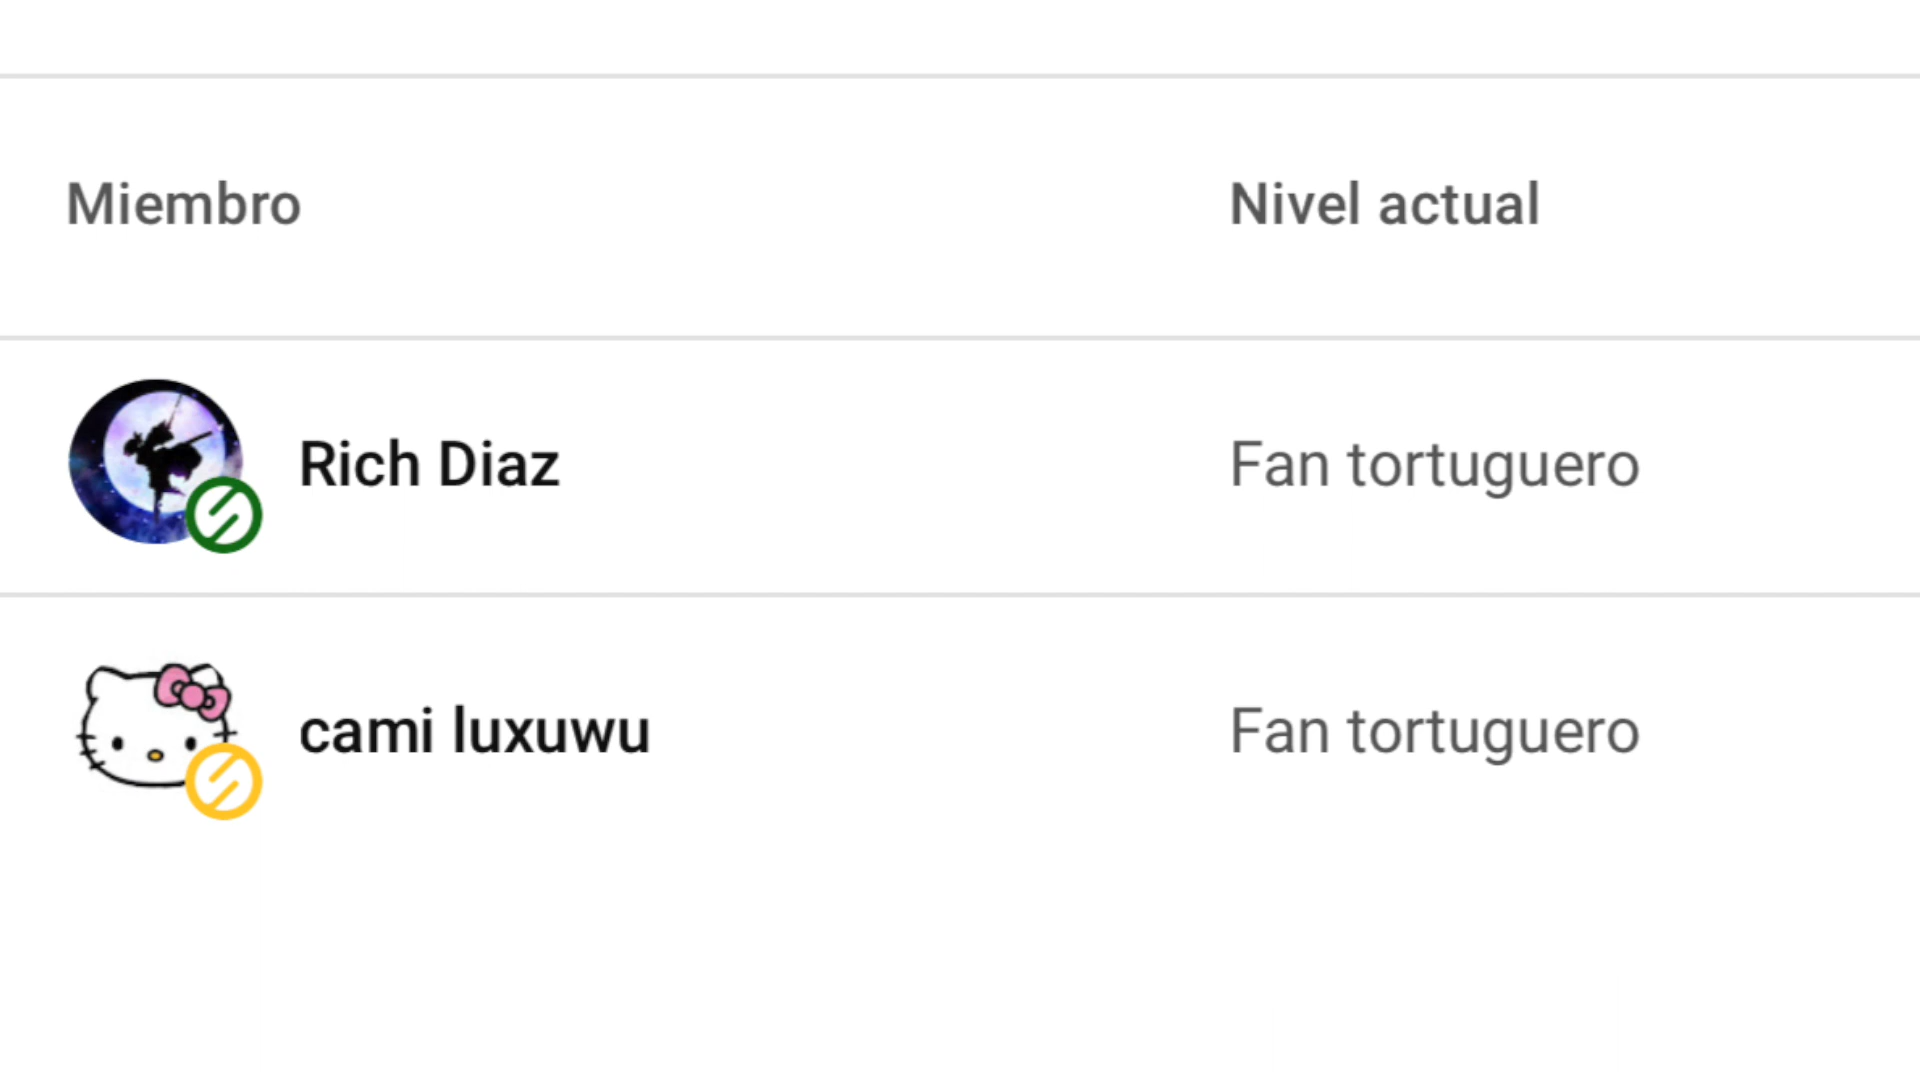 Miembro Nivel actual
Rich Diaz Fan tortuguero
cami luxuwu Fan tortuguero